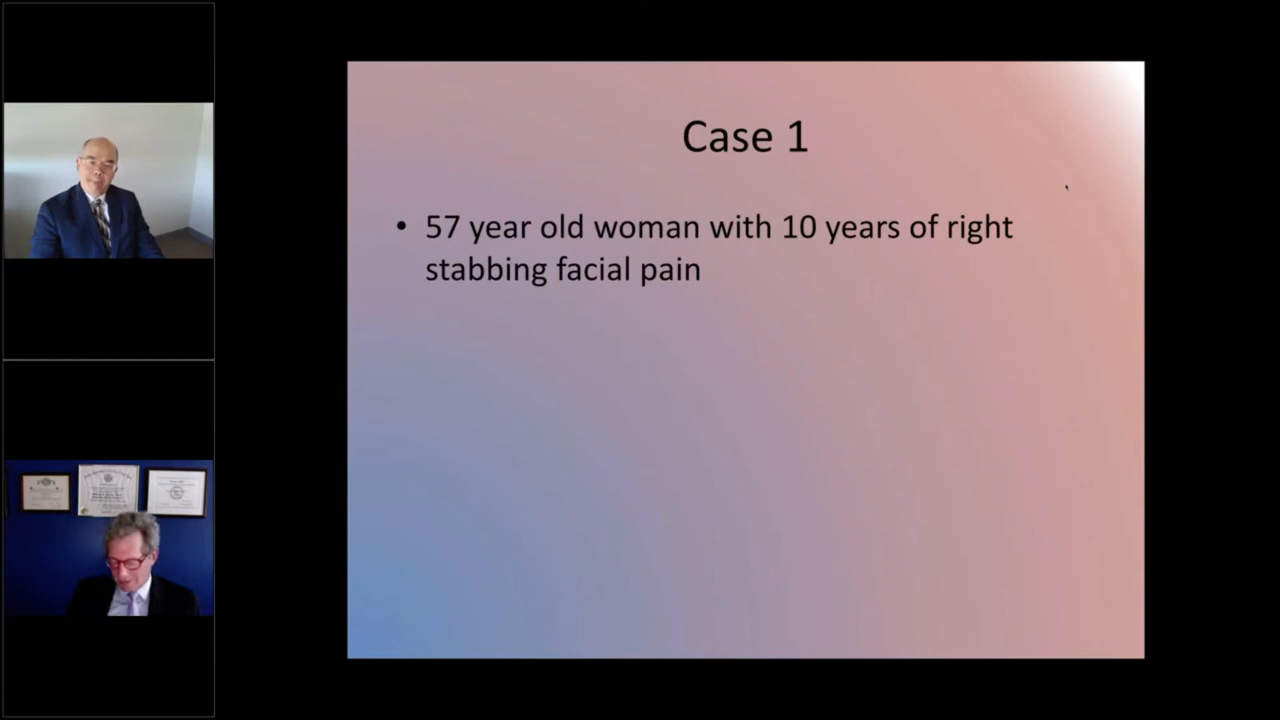 Case 1
• 57 year old woman with 10 years of right
stabbing facial pain